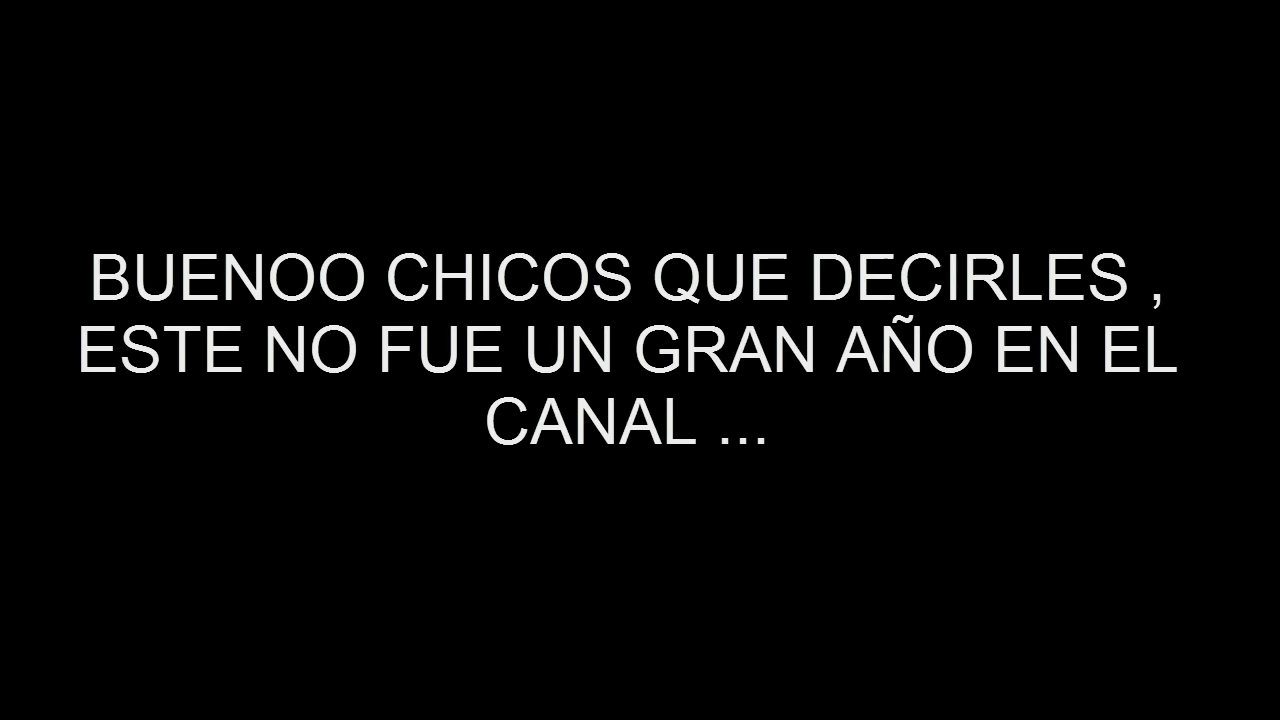 BUENOO CHICOS QUE DECIRLES ,
ESTE NO FUE UN GRAN AÑO EN EL
CANAL ...